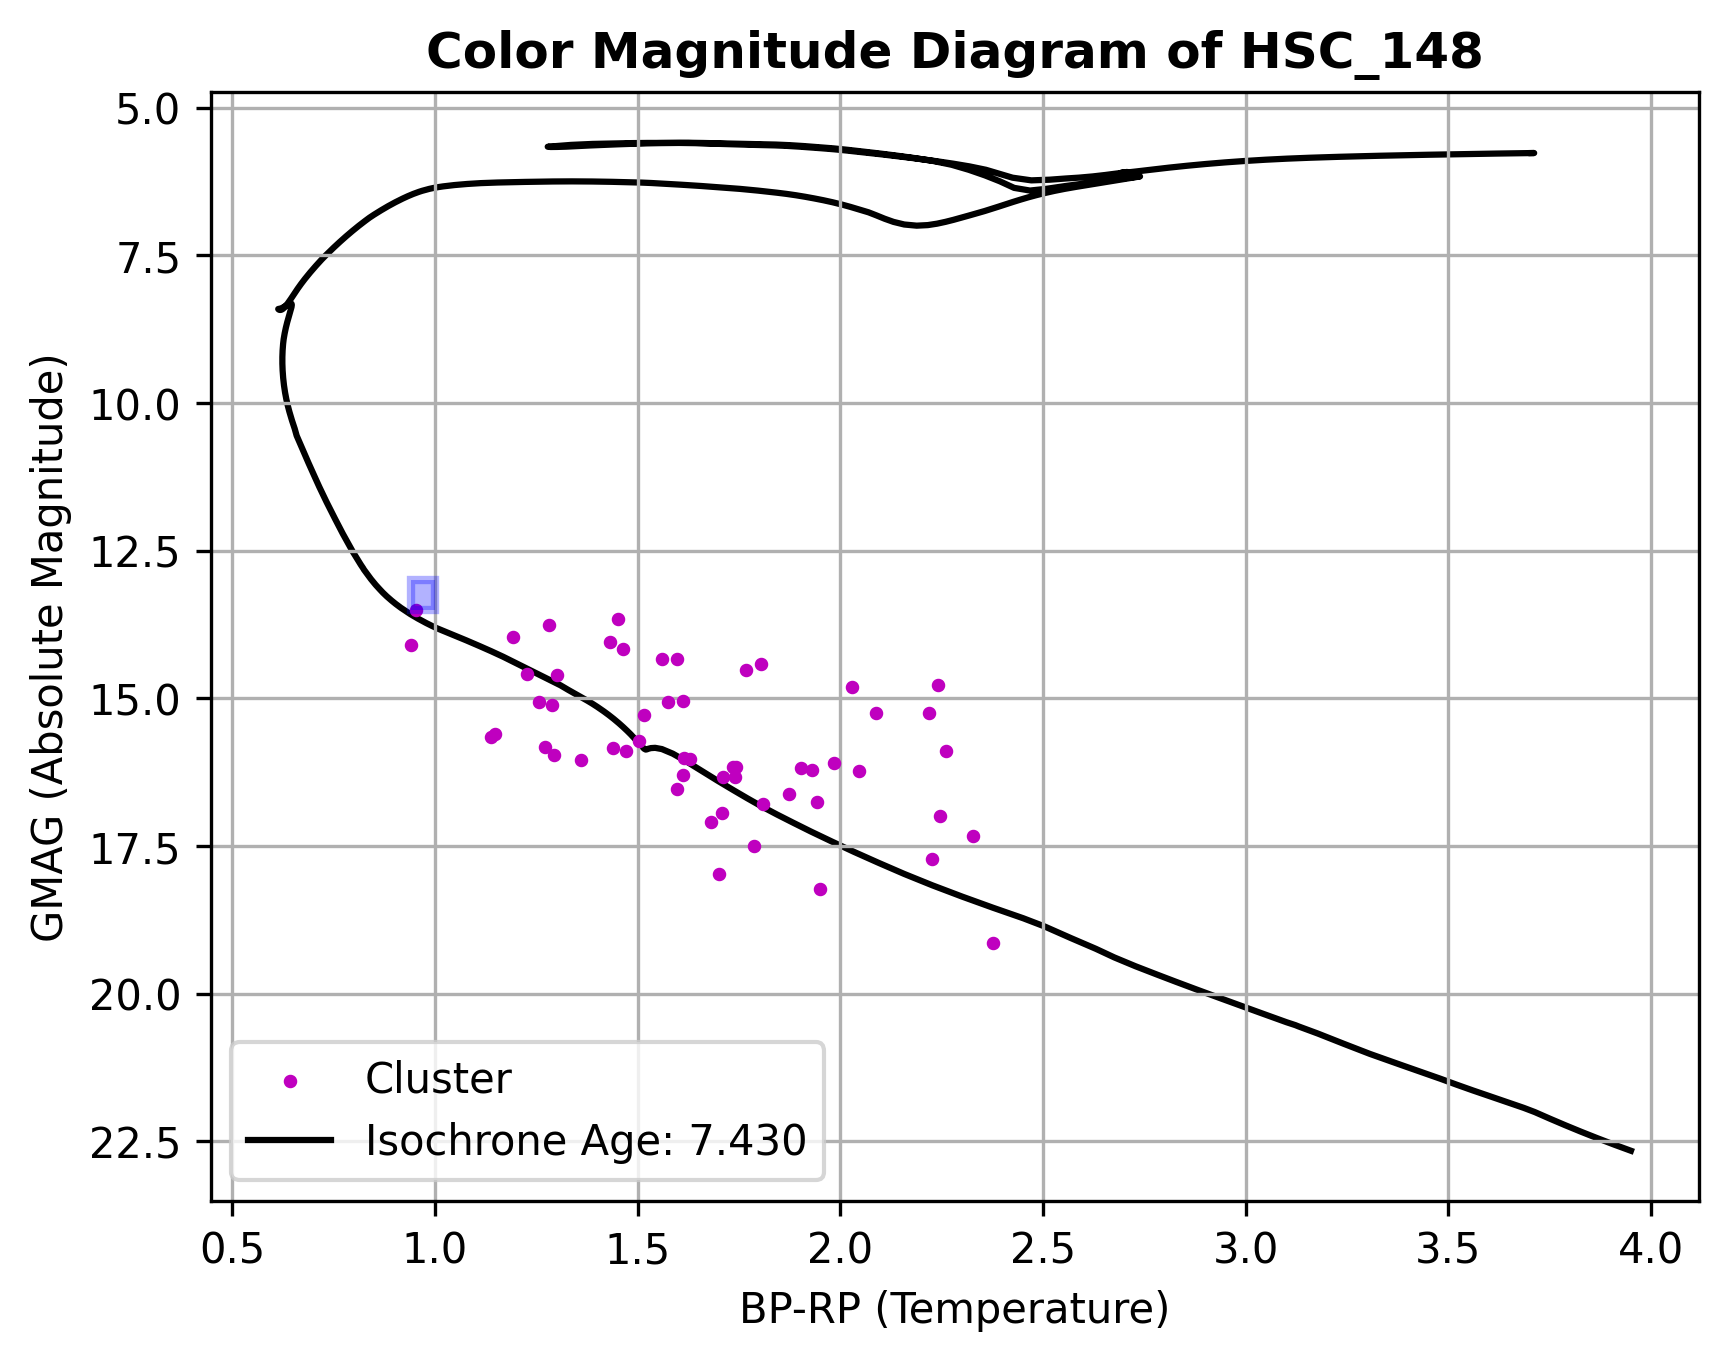 Color Magnitude Diagram of HSC_148
GMAG (Absolute Magnitude)
5.0
7.5
10.0
12.5
15.0
17.5
20.0
22.5
Cluster
Isochrone Age: 7.430
0.5 1.0 1.5 2.0 2.5 3.0 3.5 4.0
BP-RP (Temperature)